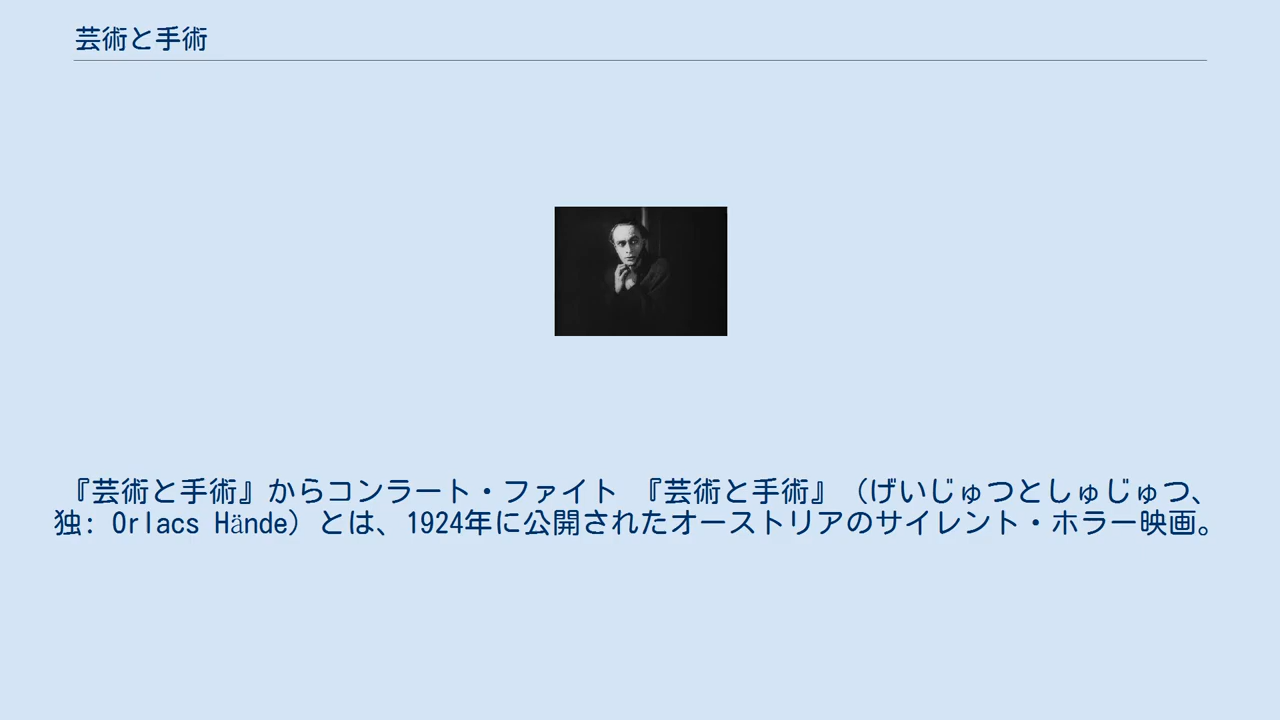 芸術と手術
『芸術と手術』からコンラート・ファイト 『芸術と手術』（げいじゅつとしゅじゅつ、
独: Orlacs Hände）とは、1924年に公開されたオーストリアのサイレント・ホラー映画。